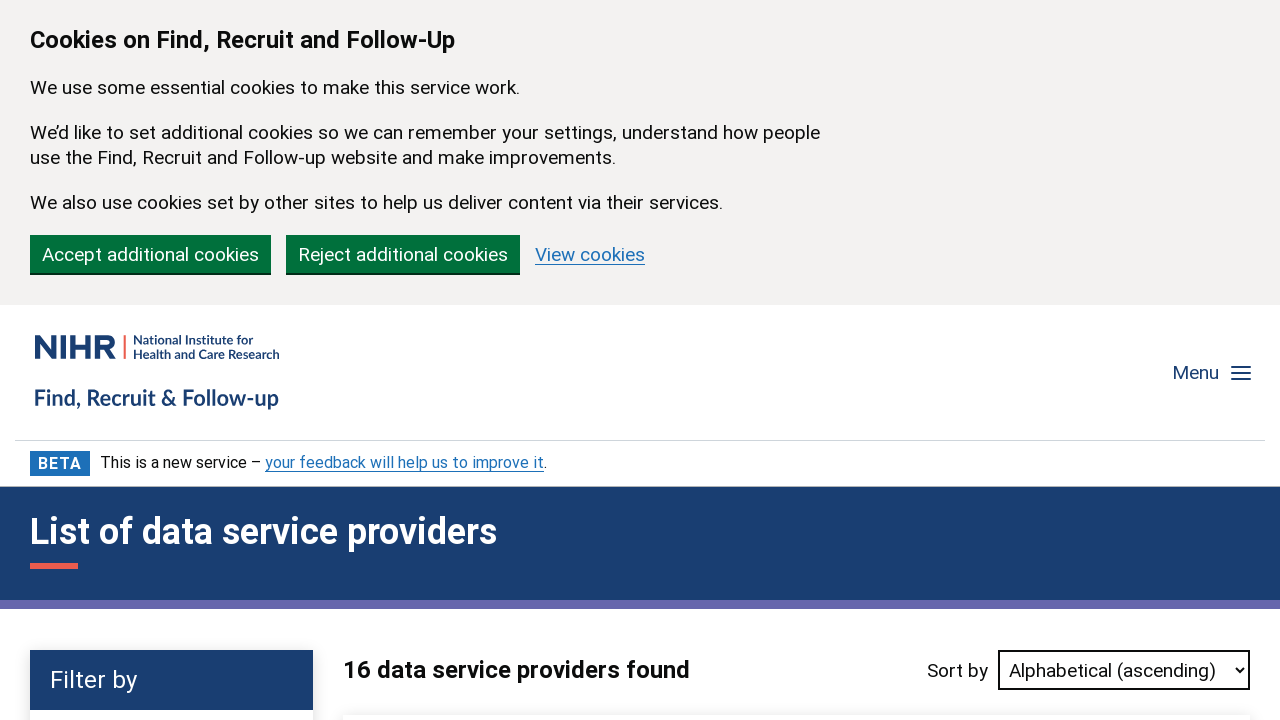 Cookies on Find, Recruit and Follow-Up
We use some essential cookies to make this service work.
We’d like to set additional cookies so we can remember your settings, understand how people
use the Find, Recruit and Follow-up website and make improvements.
We also use cookies set by other sites to help us deliver content via their services.
Accept additional cookies Reject additional cookies View cookies
NIHR | National Institute for
Health and Care Research
Find, Recruit & Follow-up
Menu
BETA This is a new service – your feedback will help us to improve it.
List of data service providers
Filter by
16 data service providers found
Sort by Alphabetical (ascending)